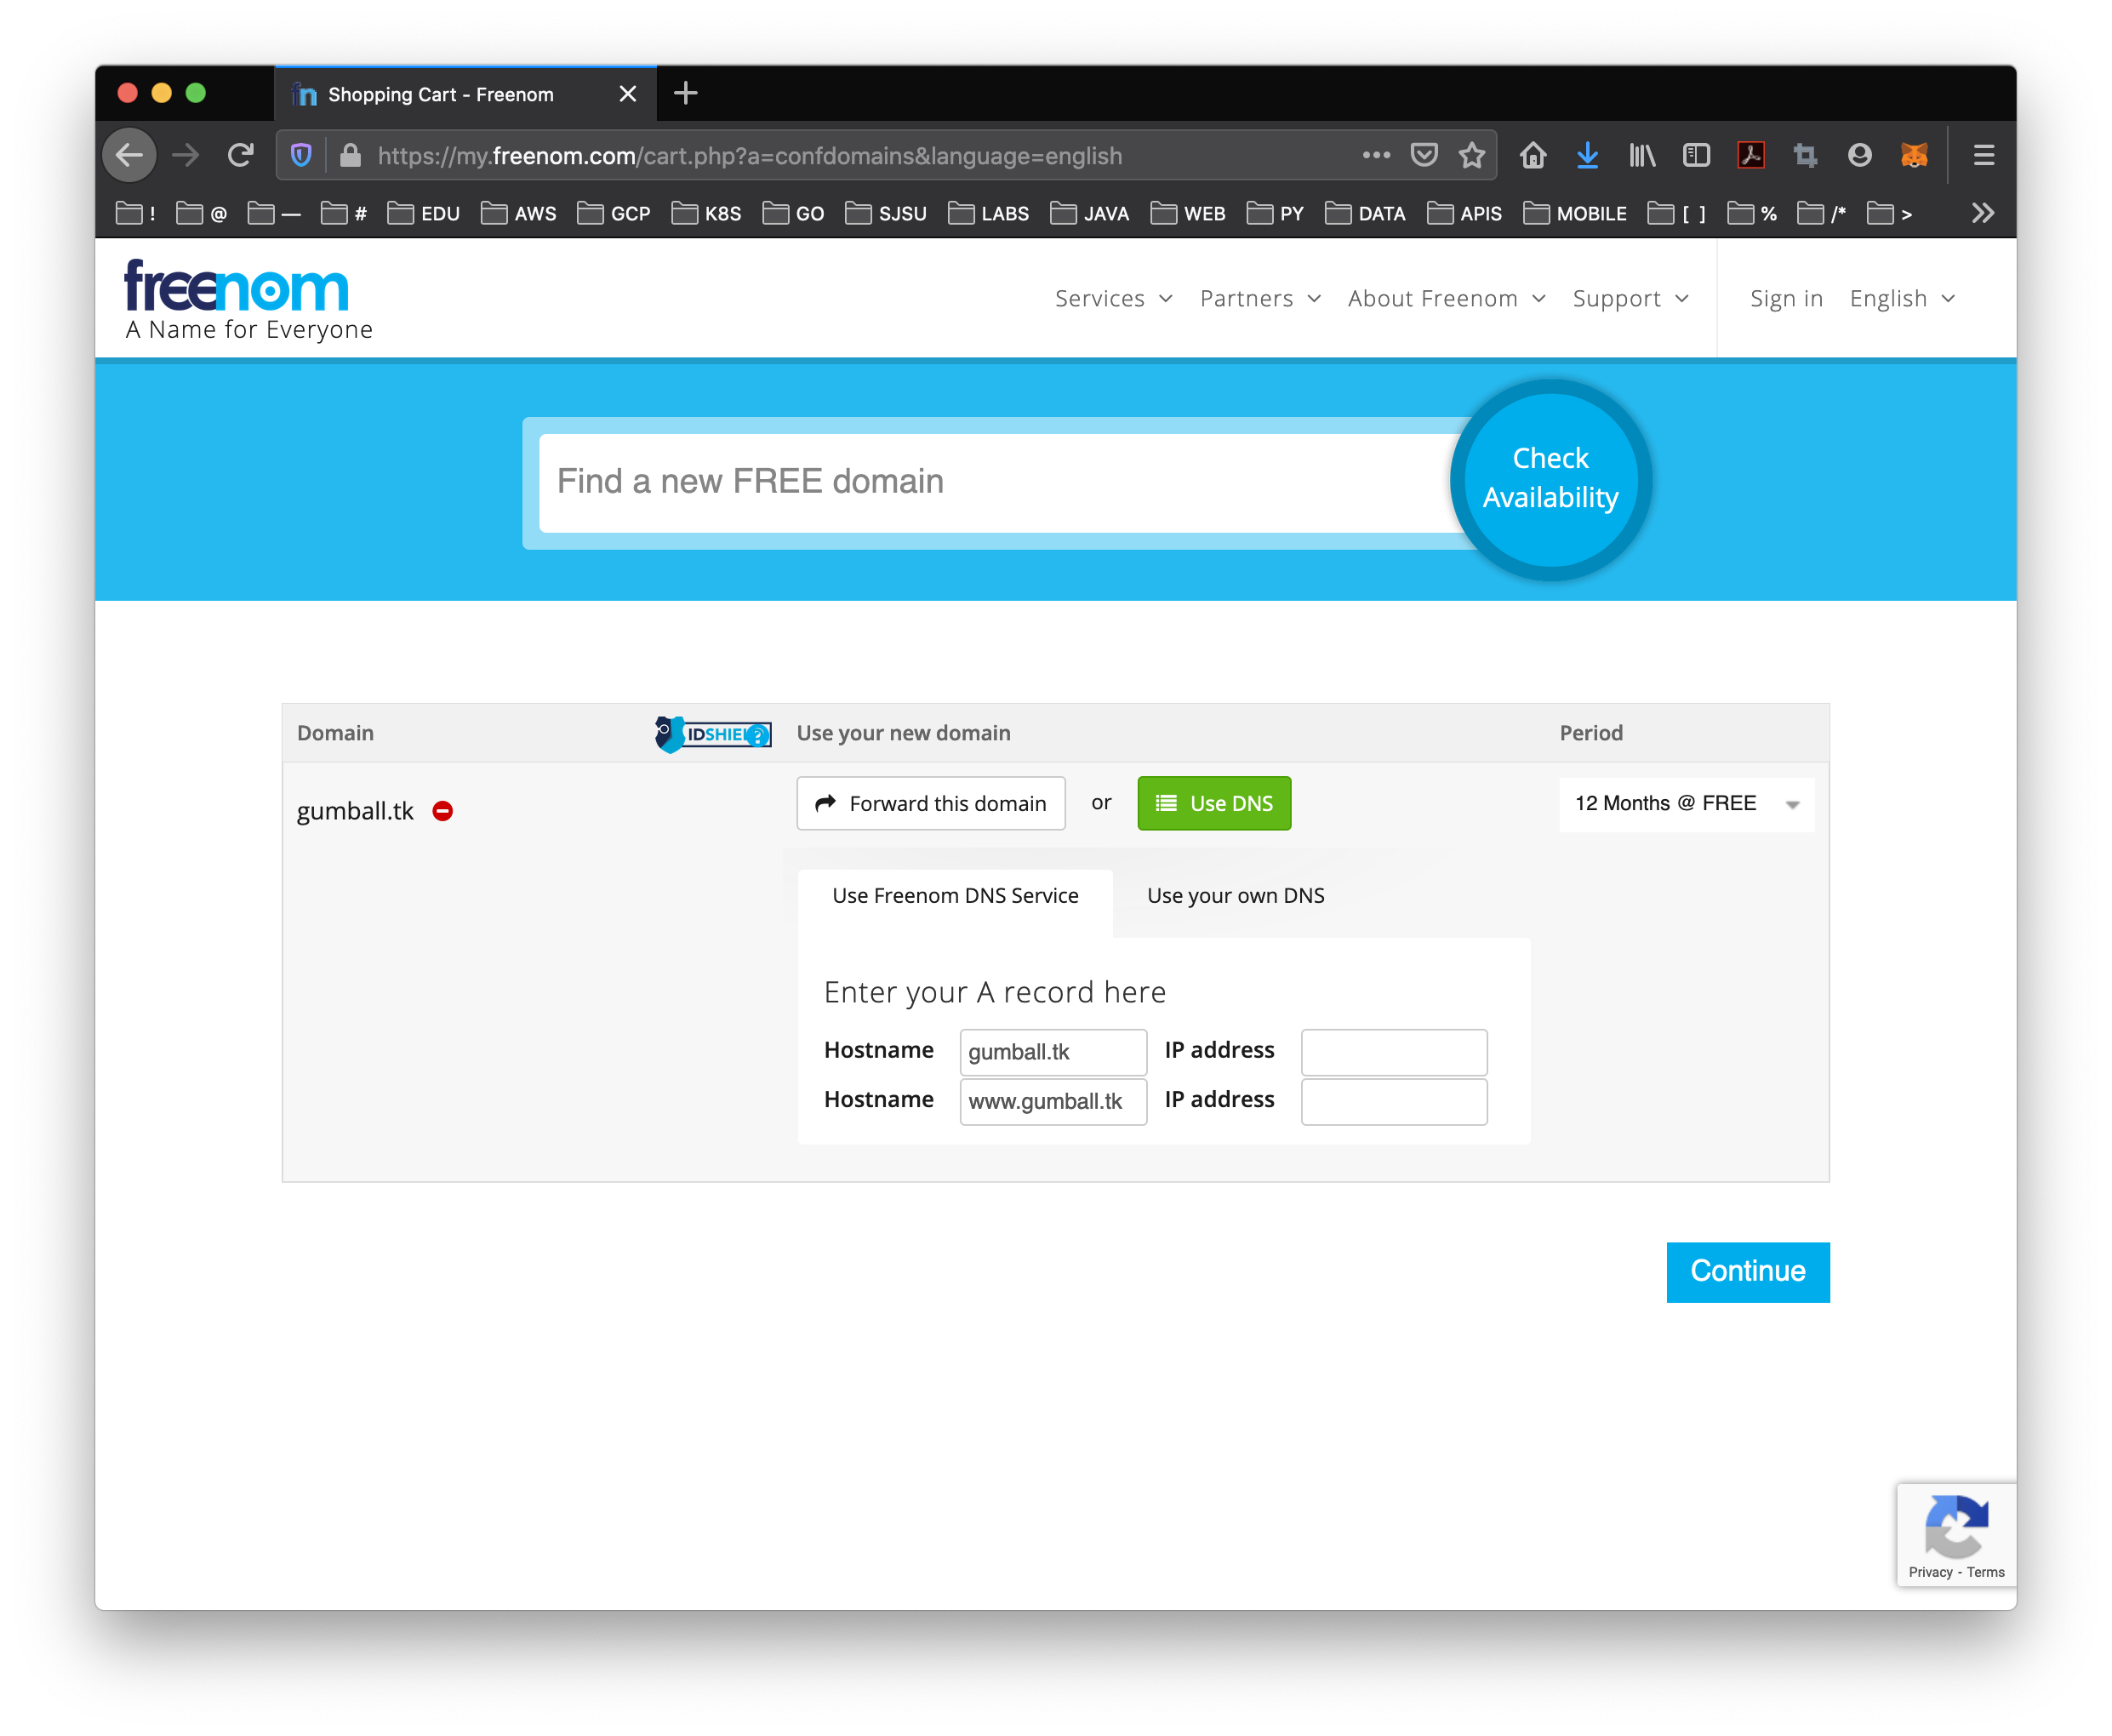 Shopping Cart - Freenom
https://my.freenom.com/cart.php?a=confdomains&language=english
! @ — # EDU AWS GCP K8S GO SJSU LABS JAVA WEB PY DATA APIS MOBILE [ ] % /* >
freenom
A Name for Everyone
Services Partners About Freenom Support Sign in English
Find a new FREE domain
Check
Availability
Domain IDSHIEL? Use your new domain Period
gumball.tk Forward this domain or Use DNS 12 Months @ FREE
Use Freenom DNS Service Use your own DNS
Enter your A record here
Hostname gumball.tk IP address
Hostname www.gumball.tk IP address
Continue
Privacy - Terms